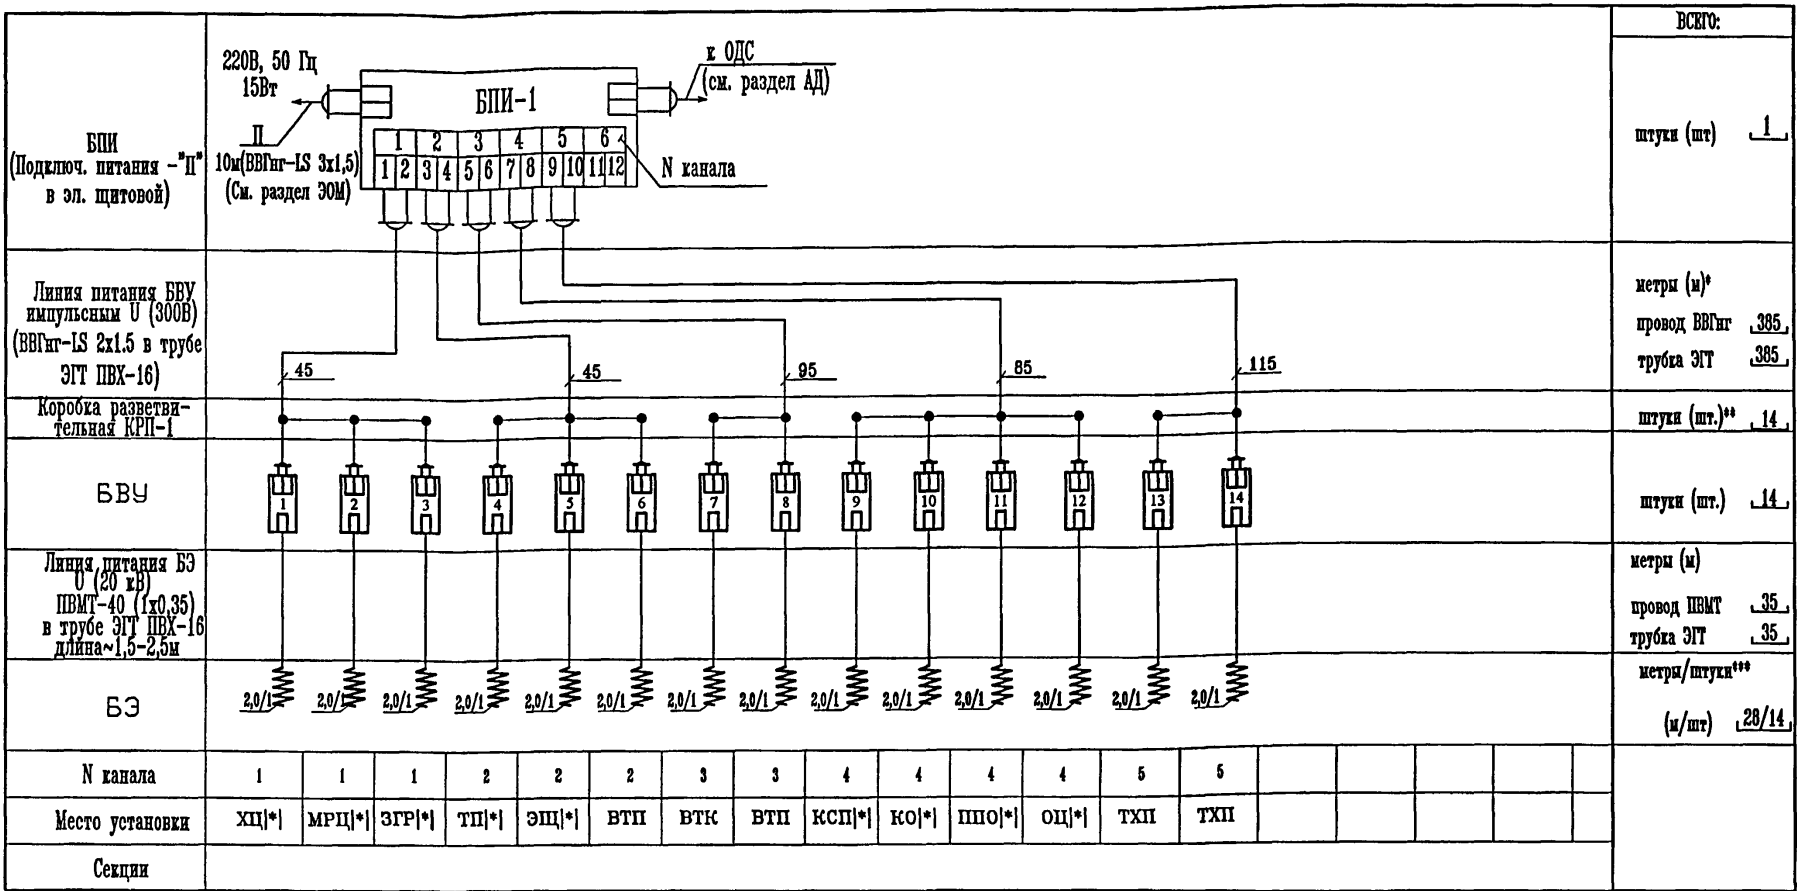 БПИ
(Подключ. питания -"П"
в эл. щитовой)
220В, 50 Гц
15Вт
П
10м(ВВГнг-LS 3х1,5)
(См. раздел ЭОМ)
БПИ-1
1 2 3 4 5 6
1 2 3 4 5 6 7 8 9 10 11 12
к ОДС
(см. раздел АД)
N канала
ВСЕГО:
штуки (шт) 1
Линия питания БВУ
импульсным U (300В)
(ВВГнг-LS 2х1.5 в трубе
ЭГТ ПВХ-16)
45 45 95 85 115
метры (м)*
провод ВВГнг 385
трубка ЭГТ 385
Коробка разветви-
тельная КРП-1
штуки (шт.)** 14
БВУ
1 2 3 4 5 6 7 8 9 10 11 12 13 14
штуки (шт.) 14
Линия питания БЭ
U (20 кВ)
ПВМТ-40 (1х0,35)
в трубе ЭГТ ПВХ-16
длина~1,5-2,5м
метры (м)
провод ПВМТ 35
трубка ЭГТ 35
БЭ
2,0/1 2,0/1 2,0/1 2,0/1 2,0/1 2,0/1 2,0/1 2,0/1 2,0/1 2,0/1 2,0/1 2,0/1 2,0/1 2,0/1
метры/штуки***
(м/шт) 28/14
N канала 1 1 1 2 2 2 3 3 4 4 4 4 5 5
Место установки ХЦ|*| МРЦ|*| ЗГР|*| ТП|*| ЭЩ|*| ВТП ВТК ВТП КСП|*| КО|*| ППО|*| ОЦ|*| ТХП ТХП
Секции